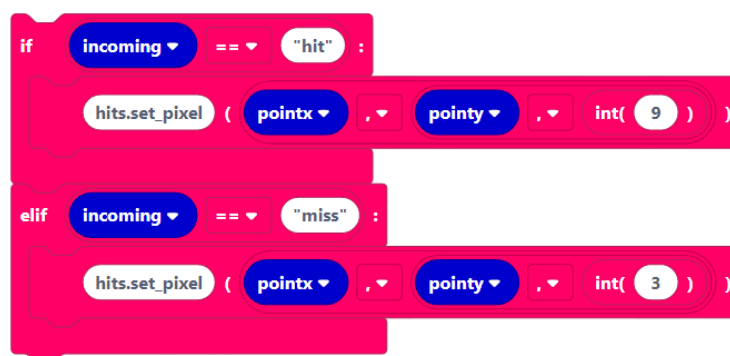 if incoming == "hit" :
hits.set_pixel ( pointx , pointy , int( 9 ) )
elif incoming == "miss" :
hits.set_pixel ( pointx , pointy , int( 3 ) )